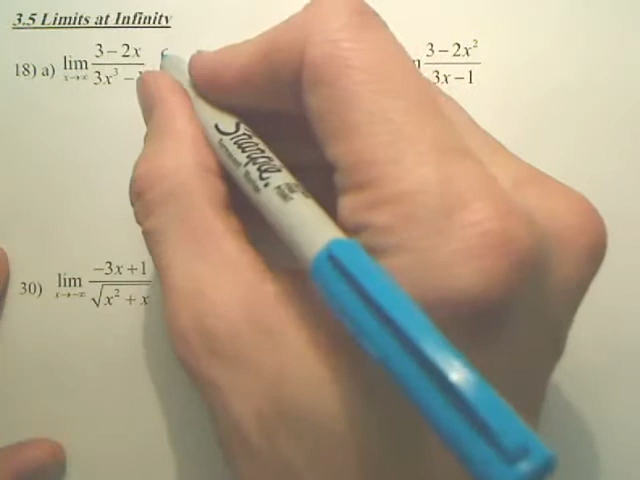 3.5 Limits at Infinity
18) a) lim x→∞ (3−2x)/(3x³−
(3−2x²)/(3x−1)
Sharpie.
30) lim x→−∞ (−3x+1)/√(x²+x)